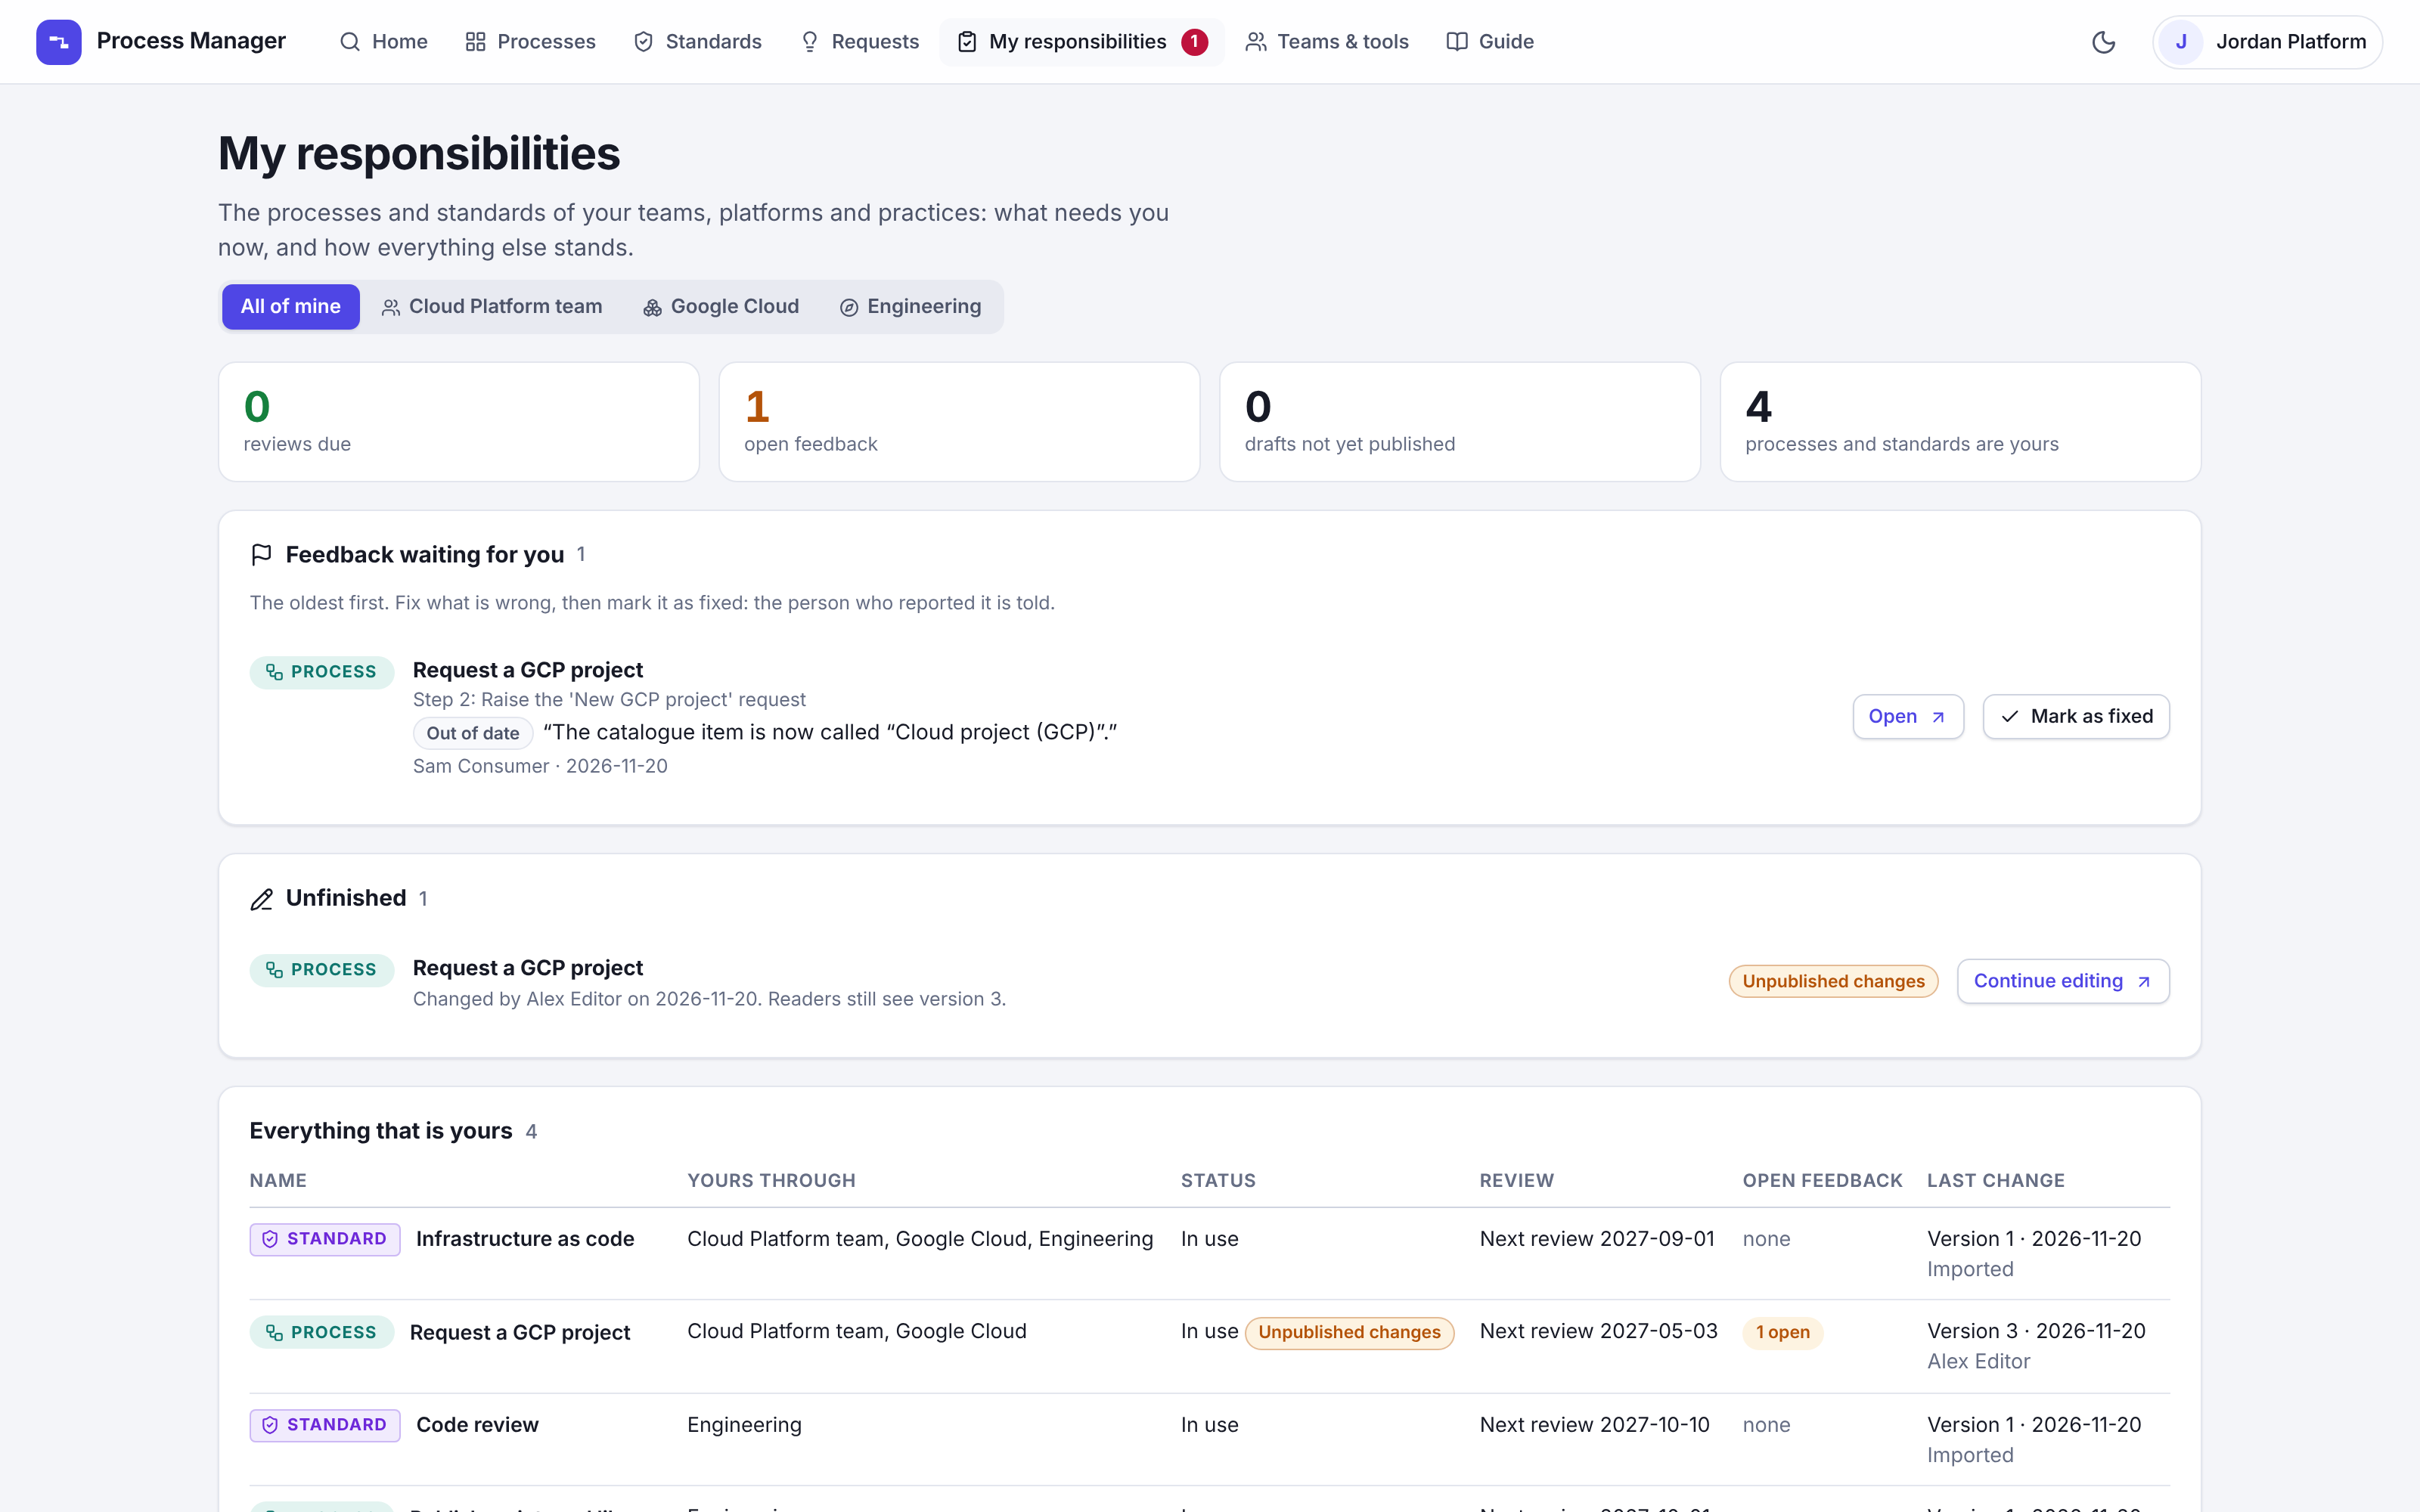 Process Manager
Home
Processes
Standards
Requests
My responsibilities 1
Teams & tools
Guide
J Jordan Platform
My responsibilities
The processes and standards of your teams, platforms and practices: what needs you
now, and how everything else stands.
All of mine
Cloud Platform team
Google Cloud
Engineering
0
reviews due
1
open feedback
0
drafts not yet published
4
processes and standards are yours
Feedback waiting for you 1
The oldest first. Fix what is wrong, then mark it as fixed: the person who reported it is told.
PROCESS
Request a GCP project
Step 2: Raise the 'New GCP project' request
Out of date “The catalogue item is now called “Cloud project (GCP)”.”
Sam Consumer · 2026-11-20
Open
Mark as fixed
Unfinished 1
PROCESS
Request a GCP project
Changed by Alex Editor on 2026-11-20. Readers still see version 3.
Unpublished changes
Continue editing
Everything that is yours 4
NAME YOURS THROUGH STATUS REVIEW OPEN FEEDBACK LAST CHANGE
STANDARD Infrastructure as code Cloud Platform team, Google Cloud, Engineering In use Next review 2027-09-01 none Version 1 · 2026-11-20
Imported
PROCESS Request a GCP project Cloud Platform team, Google Cloud In use Unpublished changes Next review 2027-05-03 1 open Version 3 · 2026-11-20
Alex Editor
STANDARD Code review Engineering In use Next review 2027-10-10 none Version 1 · 2026-11-20
Imported